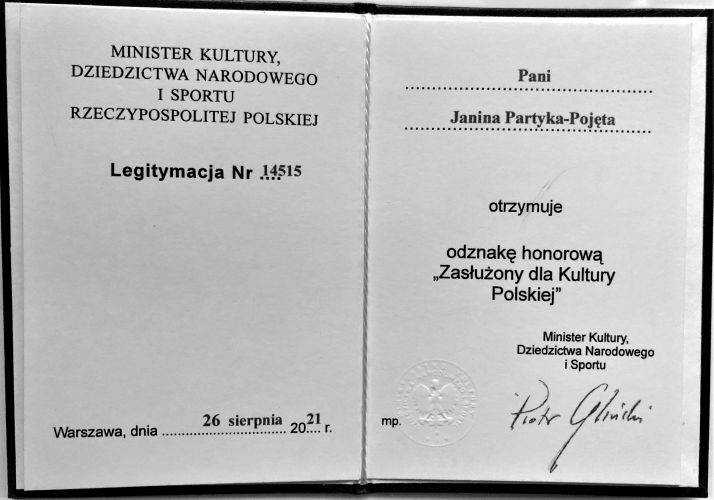 MINISTER KULTURY,
DZIEDZICTWA NARODOWEGO
I SPORTU
RZECZYPOSPOLITEJ POLSKIEJ
Legitymacja Nr 14515
Warszawa, dnia 26 sierpnia 2021 r.
Pani
Janina Partyka-Pojęta
otrzymuje
odznakę honorową
„Zasłużony dla Kultury
Polskiej”
Minister Kultury,
Dziedzictwa Narodowego
i Sportu
mp.
Piotr Gliński